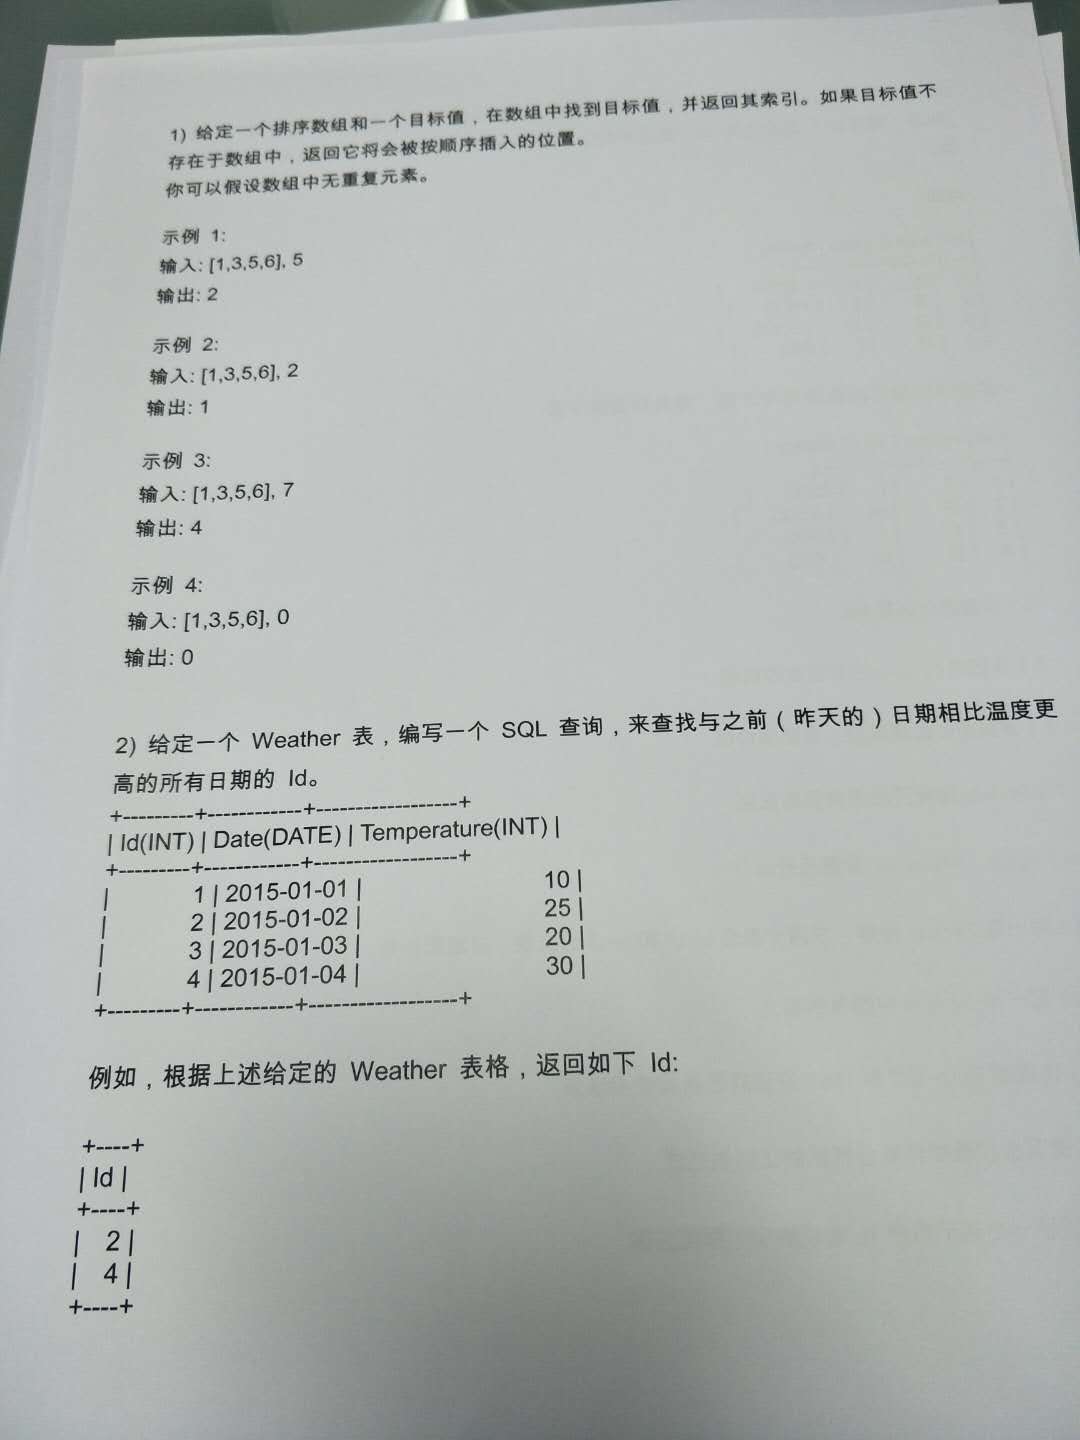 1) 给定一个排序数组和一个目标值，在数组中找到目标值，并返回其索引。如果目标值不
存在于数组中，返回它将会被按顺序插入的位置。
你可以假设数组中无重复元素。
示例 1:
输入: [1,3,5,6], 5
输出: 2
示例 2:
输入: [1,3,5,6], 2
输出: 1
示例 3:
输入: [1,3,5,6], 7
输出: 4
示例 4:
输入: [1,3,5,6], 0
输出: 0
2) 给定一个 Weather 表，编写一个 SQL 查询，来查找与之前（昨天的）日期相比温度更
高的所有日期的 Id。
+---------+------------+------------------+
| Id(INT) | Date(DATE) | Temperature(INT) |
+---------+------------+------------------+
| 1 | 2015-01-01 | 10 |
| 2 | 2015-01-02 | 25 |
| 3 | 2015-01-03 | 20 |
| 4 | 2015-01-04 | 30 |
+---------+------------+------------------+
例如，根据上述给定的 Weather 表格，返回如下 Id:
+----+
| Id |
+----+
| 2 |
| 4 |
+----+